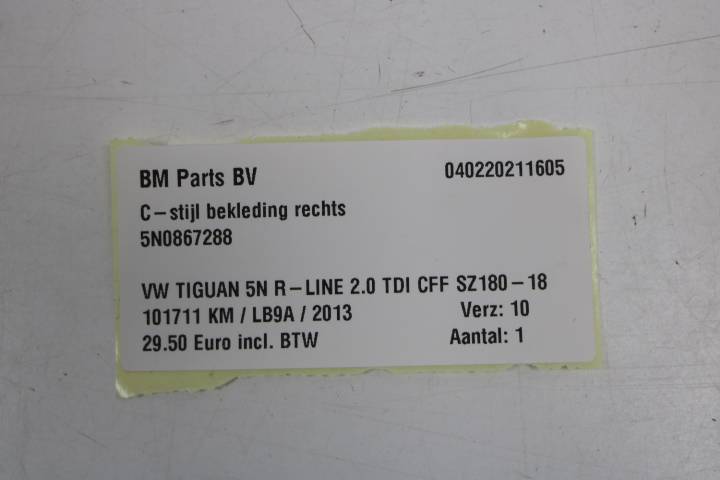 BM Parts BV 040220211605
C-stijl bekleding rechts
5N0867288
VW TIGUAN 5N R-LINE 2.0 TDI CFF SZ180-18
101711 KM / LB9A / 2013 Verz: 10
29.50 Euro incl. BTW Aantal: 1